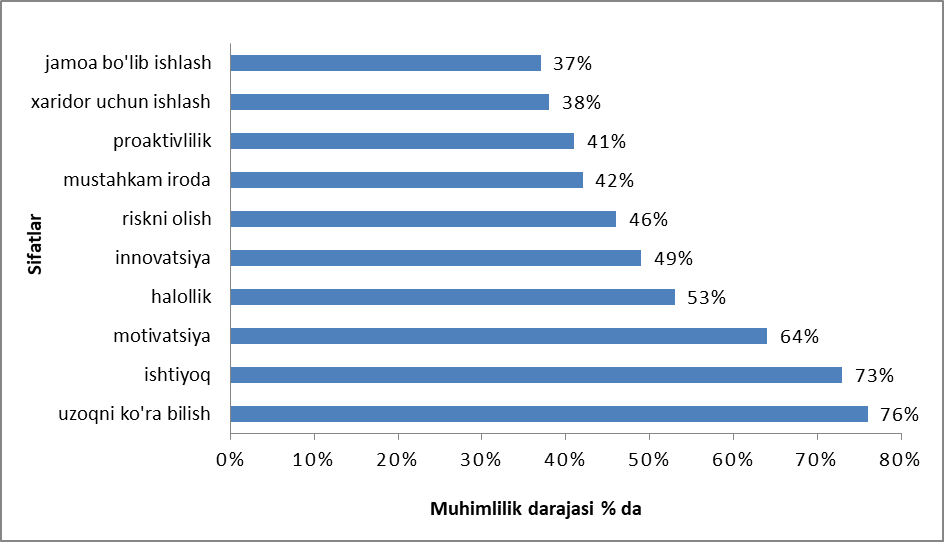 jamoa bo'lib ishlash 37%
xaridor uchun ishlash 38%
proaktivlilik 41%
mustahkam iroda 42%
riskni olish 46%
innovatsiya 49%
halollik 53%
motivatsiya 64%
ishtiyoq 73%
uzoqni ko'ra bilish 76%
Sifatlar
0% 10% 20% 30% 40% 50% 60% 70% 80%
Muhimlilik darajasi % da